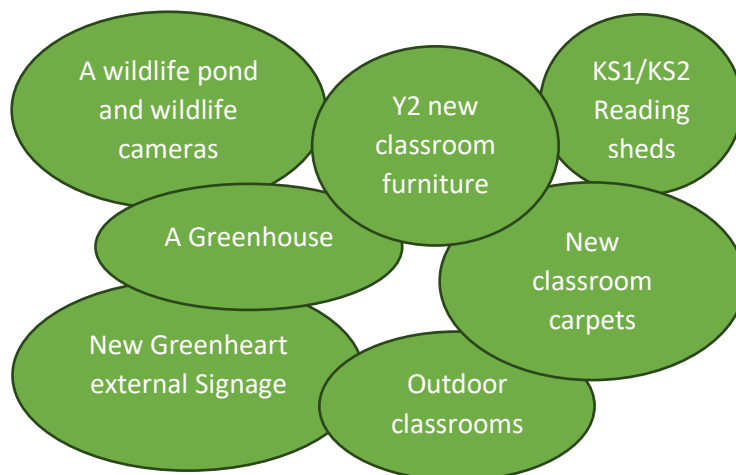 A wildlife pond
and wildlife
cameras
Y2 new
classroom
furniture
KS1/KS2
Reading
sheds
A Greenhouse
New
classroom
carpets
New Greenheart
external Signage
Outdoor
classrooms